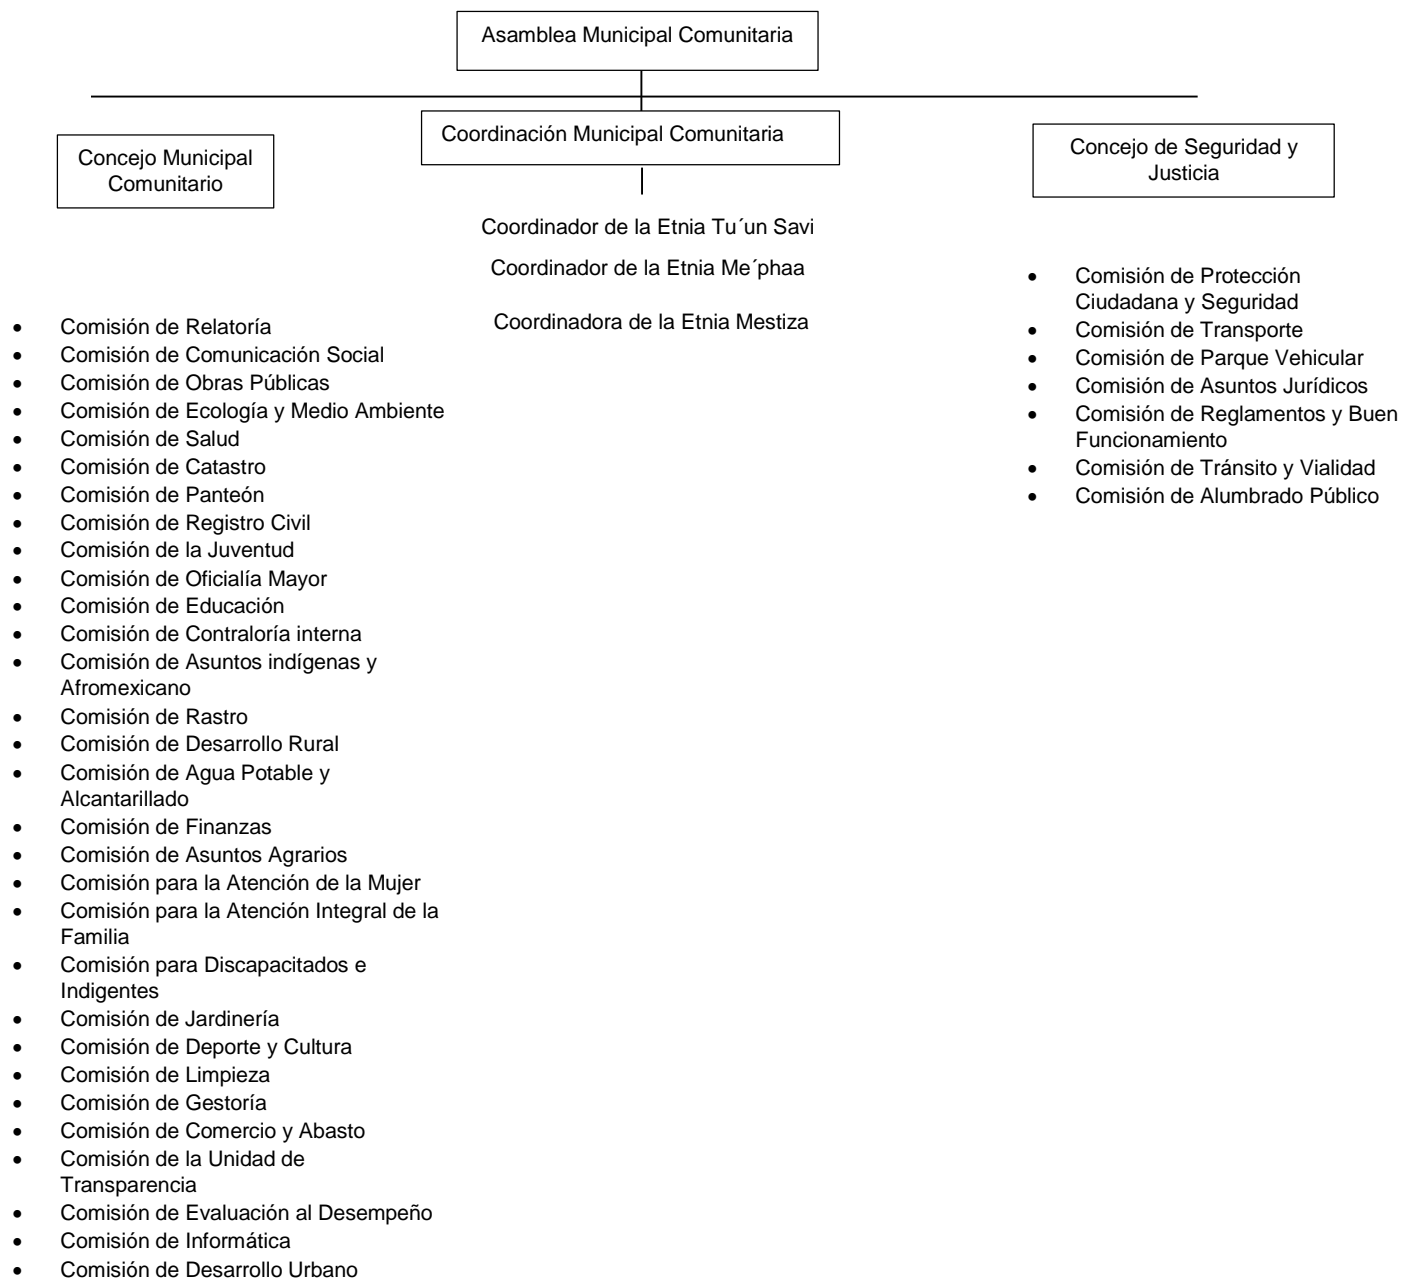 Asamblea Municipal Comunitaria
Concejo Municipal
Comunitario
Coordinación Municipal Comunitaria
Concejo de Seguridad y
Justicia
Coordinador de la Etnia Tu´un Savi
Coordinador de la Etnia Me´phaa
Coordinadora de la Etnia Mestiza
• Comisión de Relatoría
• Comisión de Comunicación Social
• Comisión de Obras Públicas
• Comisión de Ecología y Medio Ambiente
• Comisión de Salud
• Comisión de Catastro
• Comisión de Panteón
• Comisión de Registro Civil
• Comisión de la Juventud
• Comisión de Oficialía Mayor
• Comisión de Educación
• Comisión de Contraloría interna
• Comisión de Asuntos indígenas y
Afromexicano
• Comisión de Rastro
• Comisión de Desarrollo Rural
• Comisión de Agua Potable y
Alcantarillado
• Comisión de Finanzas
• Comisión de Asuntos Agrarios
• Comisión para la Atención de la Mujer
• Comisión para la Atención Integral de la
Familia
• Comisión para Discapacitados e
Indigentes
• Comisión de Jardinería
• Comisión de Deporte y Cultura
• Comisión de Limpieza
• Comisión de Gestoría
• Comisión de Comercio y Abasto
• Comisión de la Unidad de
Transparencia
• Comisión de Evaluación al Desempeño
• Comisión de Informática
• Comisión de Desarrollo Urbano
• Comisión de Protección
Ciudadana y Seguridad
• Comisión de Transporte
• Comisión de Parque Vehicular
• Comisión de Asuntos Jurídicos
• Comisión de Reglamentos y Buen
Funcionamiento
• Comisión de Tránsito y Vialidad
• Comisión de Alumbrado Público